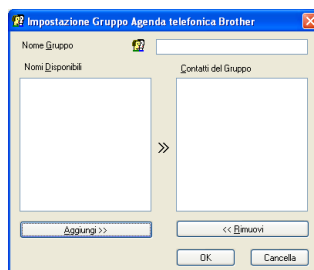 Impostazione Gruppo Agenda telefonica Brother
Nome Gruppo
Nomi Disponibili
Contatti del Gruppo
Aggiungi >>
<< Rimuovi
OK
Cancella